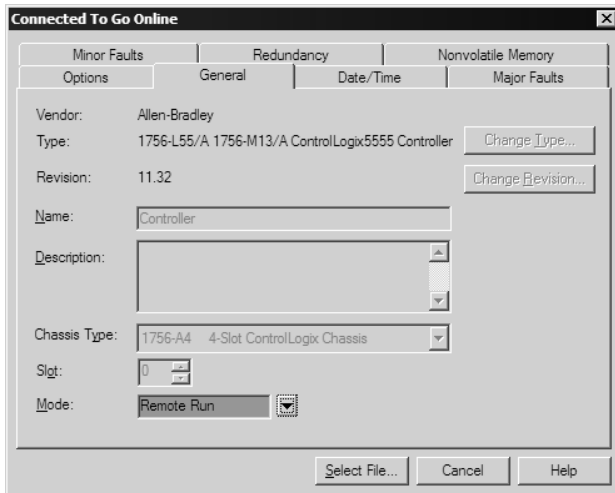 Connected To Go Online
Minor Faults Redundancy Nonvolatile Memory
Options General Date/Time Major Faults
Vendor: Allen-Bradley
Type: 1756-L55/A 1756-M13/A ControlLogix5555 Controller Change Type...
Revision: 11.32 Change Revision...
Name: Controller
Description:
Chassis Type: 1756-A4 4-Slot ControlLogix Chassis
Slot: 0
Mode: Remote Run
Select File... Cancel Help